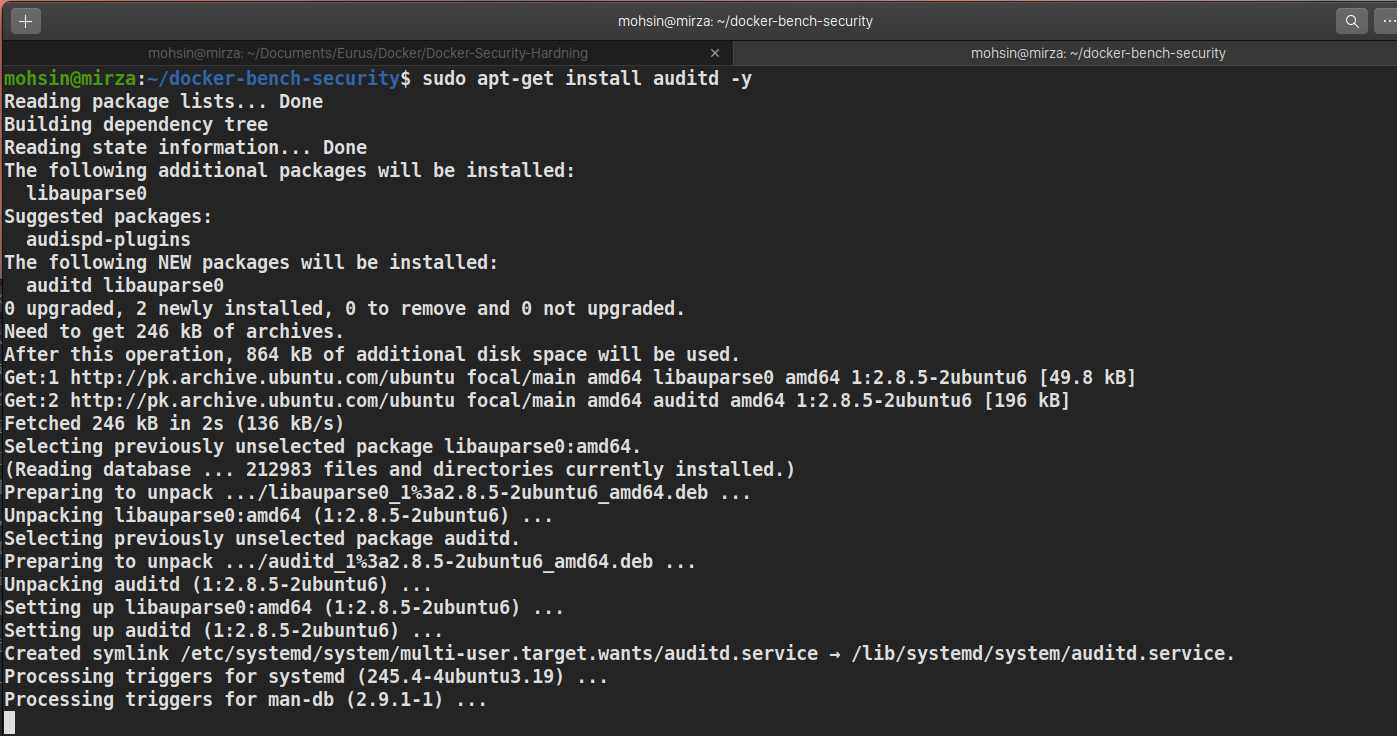 mohsin@mirza: ~/docker-bench-security
mohsin@mirza: ~/Documents/Eurus/Docker/Docker-Security-Hardning
mohsin@mirza: ~/docker-bench-security
mohsin@mirza:~/docker-bench-security$ sudo apt-get install auditd -y
Reading package lists... Done
Building dependency tree
Reading state information... Done
The following additional packages will be installed:
  libauparse0
Suggested packages:
  audispd-plugins
The following NEW packages will be installed:
  auditd libauparse0
0 upgraded, 2 newly installed, 0 to remove and 0 not upgraded.
Need to get 246 kB of archives.
After this operation, 864 kB of additional disk space will be used.
Get:1 http://pk.archive.ubuntu.com/ubuntu focal/main amd64 libauparse0 amd64 1:2.8.5-2ubuntu6 [49.8 kB]
Get:2 http://pk.archive.ubuntu.com/ubuntu focal/main amd64 auditd amd64 1:2.8.5-2ubuntu6 [196 kB]
Fetched 246 kB in 2s (136 kB/s)
Selecting previously unselected package libauparse0:amd64.
(Reading database ... 212983 files and directories currently installed.)
Preparing to unpack .../libauparse0_1%3a2.8.5-2ubuntu6_amd64.deb ...
Unpacking libauparse0:amd64 (1:2.8.5-2ubuntu6) ...
Selecting previously unselected package auditd.
Preparing to unpack .../auditd_1%3a2.8.5-2ubuntu6_amd64.deb ...
Unpacking auditd (1:2.8.5-2ubuntu6) ...
Setting up libauparse0:amd64 (1:2.8.5-2ubuntu6) ...
Setting up auditd (1:2.8.5-2ubuntu6) ...
Created symlink /etc/systemd/system/multi-user.target.wants/auditd.service → /lib/systemd/system/auditd.service.
Processing triggers for systemd (245.4-4ubuntu3.19) ...
Processing triggers for man-db (2.9.1-1) ...